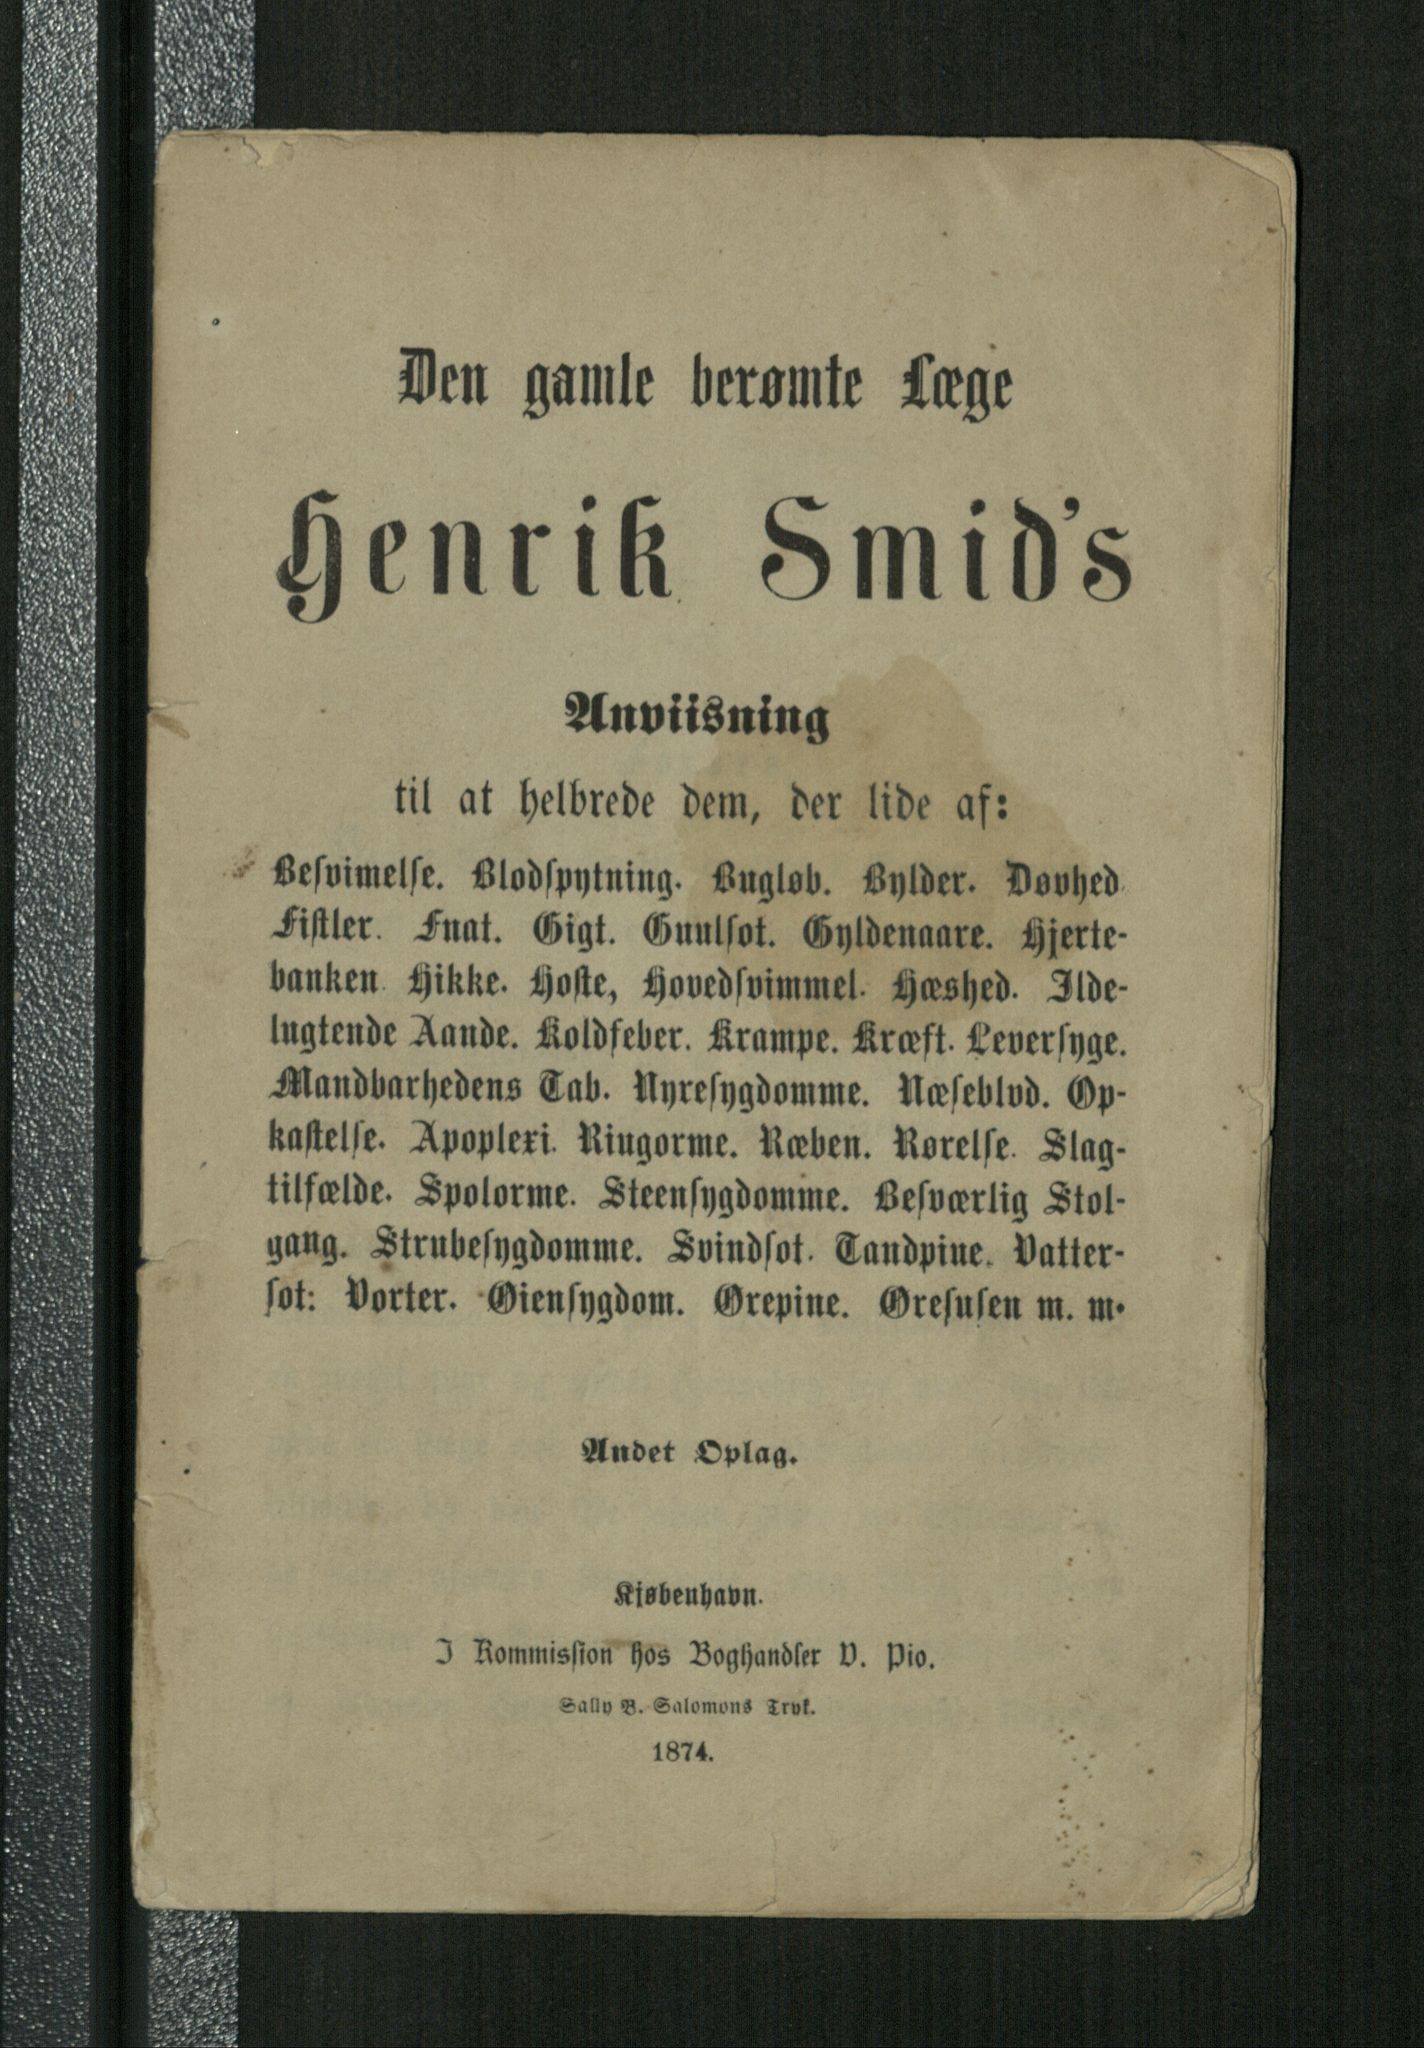 Den gamle berømte Læge
Henrik Smid's
Anviisning
til at helbrede dem, der lide af:
Besvimelse. Blodspytning. Bugløb. Bylder. Døvhed.
Fistler. Fnat. Gigt. Guulsot. Gyldenaare. Hjerte-
banken. Hikke. Hoste, Hovedsvimmel. Hæshed. Ilde-
lugtende Aande. Koldfeber. Krampe. Kræft. Leversyge.
Mandbarhedens Tab. Nyresygdomme. Næseblod. Op-
kastelse. Apoplexi. Ringorme. Ræben. Rørelse. Slag-
tilfælde. Spolorme. Steensygdomme. Besværlig Stol-
gang. Strubesygdomme. Svindsot. Tandpine. Vatter-
sot: Vorter. Øiensygdom. Ørepine. Øresusen m. m.
Andet Oplag.
Kjøbenhavn.
I Kommission hos Boghandler V. Pio.
Sally B. Salomons Tryk.
1874.